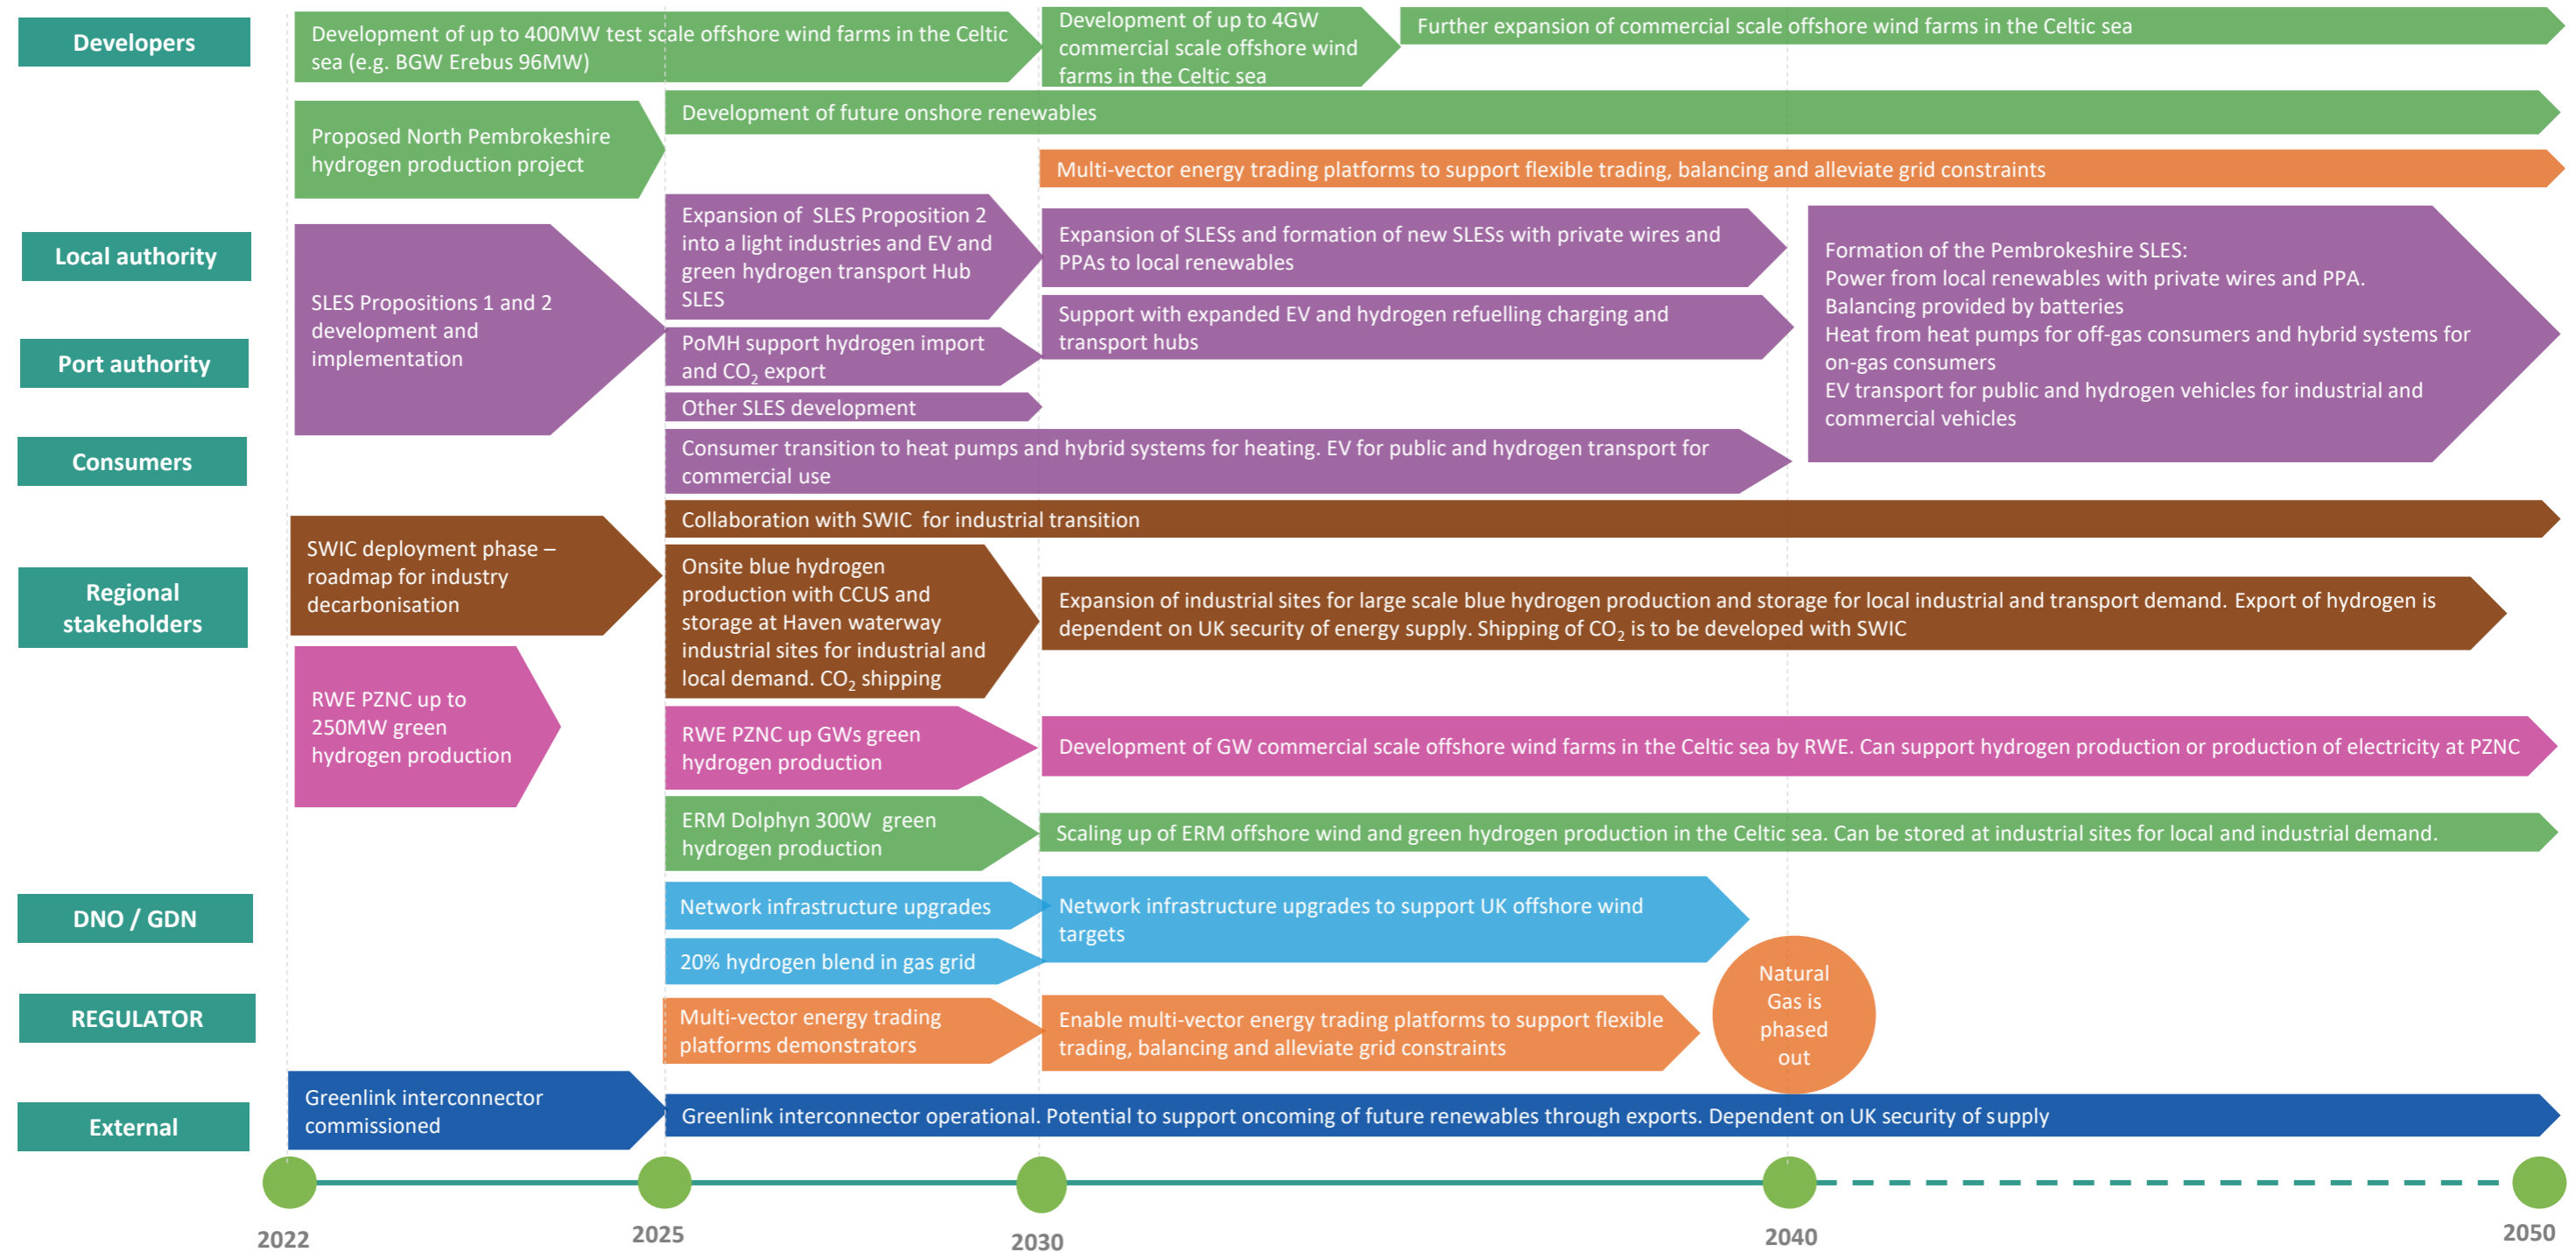 Developers
Development of up to 400MW test scale offshore wind farms in the Celtic
sea (e.g. BGW Erebus 96MW)
Development of up to 4GW
commercial scale offshore wind
farms in the Celtic sea
Further expansion of commercial scale offshore wind farms in the Celtic sea
Proposed North Pembrokeshire
hydrogen production project
Development of future onshore renewables
Multi-vector energy trading platforms to support flexible trading, balancing and alleviate grid constraints
Local authority
Port authority
SLES Propositions 1 and 2
development and
implementation
Expansion of SLES Proposition 2
into a light industries and EV and
green hydrogen transport Hub
SLES
Expansion of SLESs and formation of new SLESs with private wires and
PPAs to local renewables
PoMH support hydrogen import
and CO₂ export
Support with expanded EV and hydrogen refuelling charging and
transport hubs
Other SLES development
Formation of the Pembrokeshire SLES:
Power from local renewables with private wires and PPA.
Balancing provided by batteries
Heat from heat pumps for off-gas consumers and hybrid systems for
on-gas consumers
EV transport for public and hydrogen vehicles for industrial and
commercial vehicles
Consumers
Consumer transition to heat pumps and hybrid systems for heating. EV for public and hydrogen transport for
commercial use
Regional
stakeholders
SWIC deployment phase –
roadmap for industry
decarbonisation
Collaboration with SWIC for industrial transition
Onsite blue hydrogen
production with CCUS and
storage at Haven waterway
industrial sites for industrial and
local demand. CO₂ shipping
Expansion of industrial sites for large scale blue hydrogen production and storage for local industrial and transport demand. Export of hydrogen is
dependent on UK security of energy supply. Shipping of CO₂ is to be developed with SWIC
RWE PZNC up to
250MW green
hydrogen production
RWE PZNC up GWs green
hydrogen production
Development of GW commercial scale offshore wind farms in the Celtic sea by RWE. Can support hydrogen production or production of electricity at PZNC
ERM Dolphyn 300W green
hydrogen production
Scaling up of ERM offshore wind and green hydrogen production in the Celtic sea. Can be stored at industrial sites for local and industrial demand.
DNO / GDN
Network infrastructure upgrades
20% hydrogen blend in gas grid
Network infrastructure upgrades to support UK offshore wind
targets
Natural
Gas is
phased
out
REGULATOR
Multi-vector energy trading
platforms demonstrators
Enable multi-vector energy trading platforms to support flexible
trading, balancing and alleviate grid constraints
External
Greenlink interconnector
commissioned
Greenlink interconnector operational. Potential to support oncoming of future renewables through exports. Dependent on UK security of supply
2022
2025
2030
2040
2050